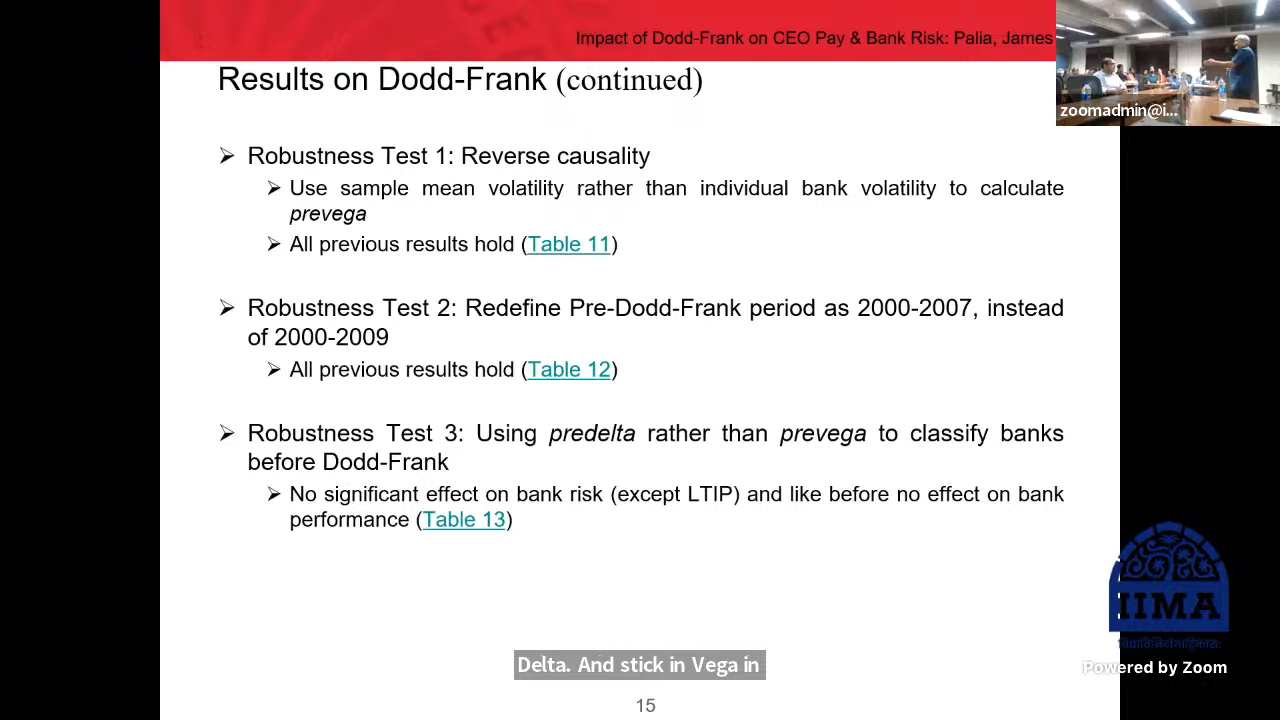 Impact of Dodd-Frank on CEO Pay & Bank Risk: Palia, James
zoomadmin@i...
Results on Dodd-Frank (continued)
➢ Robustness Test 1: Reverse causality
➢ Use sample mean volatility rather than individual bank volatility to calculate
prevega
➢ All previous results hold (Table 11)
➢ Robustness Test 2: Redefine Pre-Dodd-Frank period as 2000-2007, instead
of 2000-2009
➢ All previous results hold (Table 12)
➢ Robustness Test 3: Using predelta rather than prevega to classify banks
before Dodd-Frank
➢ No significant effect on bank risk (except LTIP) and like before no effect on bank
performance (Table 13)
IIMA
Delta. And stick in Vega in
Powered by Zoom
15